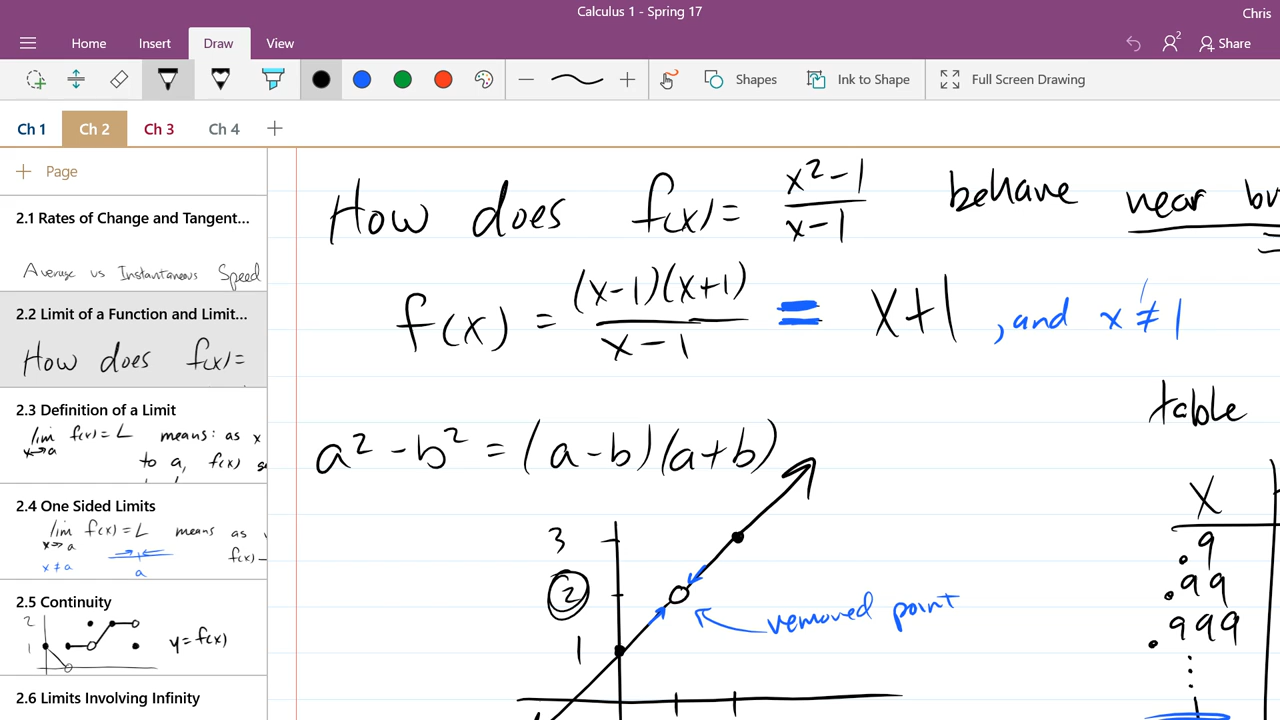 Calculus 1 - Spring 17
Chris
Home Insert Draw View
2 Share
Shapes Ink to Shape Full Screen Drawing
Ch 1 Ch 2 Ch 3 Ch 4
Page
2.1 Rates of Change and Tangent...
Average vs Instantaneous Speed
2.2 Limit of a Function and Limit...
How does f(x)=
2.3 Definition of a Limit
lim f(x)=L means: as x
x→a
to a, f(x)
2.4 One Sided Limits
lim f(x)=L means as
x→a
x≠a
f(x)
a
2.5 Continuity
2
1
y=f(x)
2.6 Limits Involving Infinity
How does f(x)= x²-1 / x-1 behave near
f(x) = (x-1)(x+1) / x-1 = x+1 , and x≠1
a²-b² = (a-b)(a+b)
3
2
1
removed point
table
x
.9
.99
.999